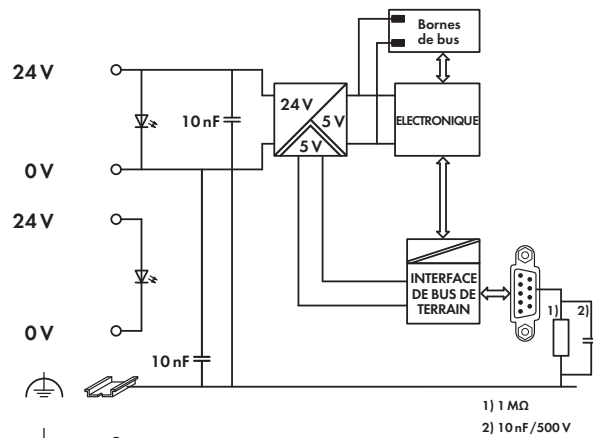 Bornes
de bus
24 V
24 V
5 V
5 V
10 nF
ELECTRONIQUE
0 V
24 V
INTERFACE
DE BUS DE
TERRAIN
1)
2)
0 V
10 nF
1) 1 MΩ
2) 10 nF/500 V